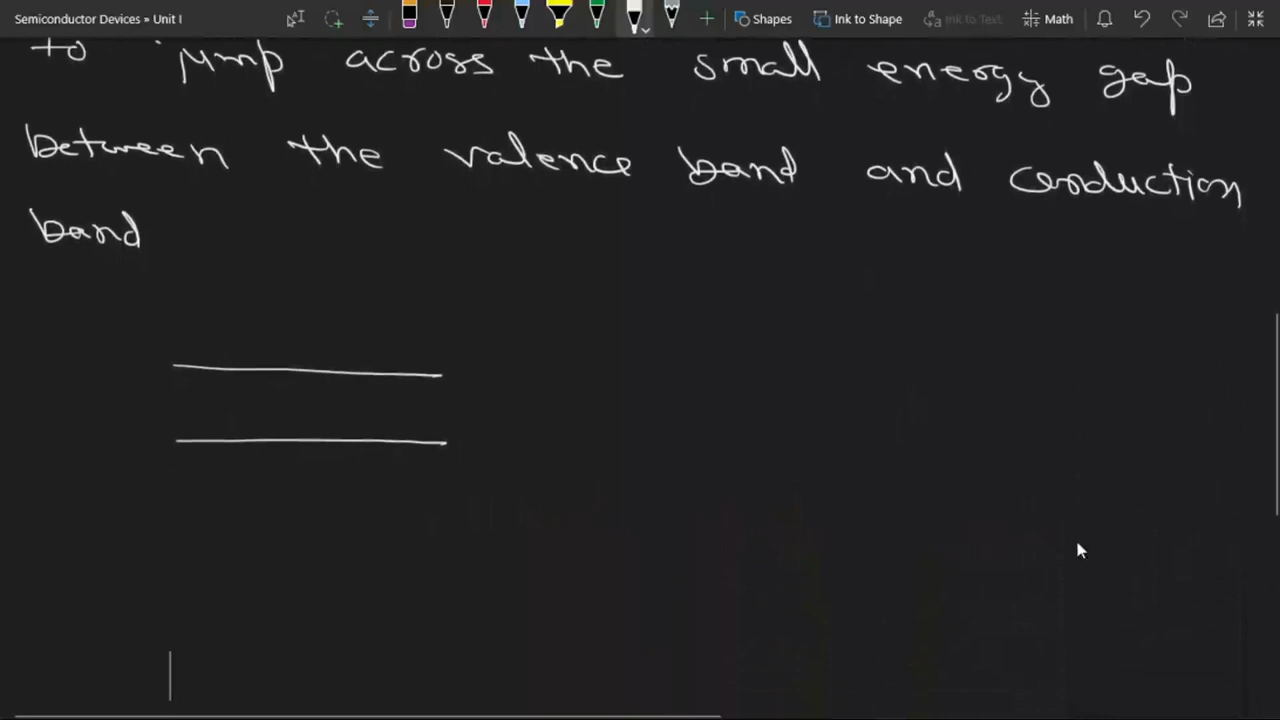 Semiconductor Devices » Unit I
Shapes
Ink to Shape
Ink to Text
Math
to jump across the small energy gap
between the valence band and conduction
band